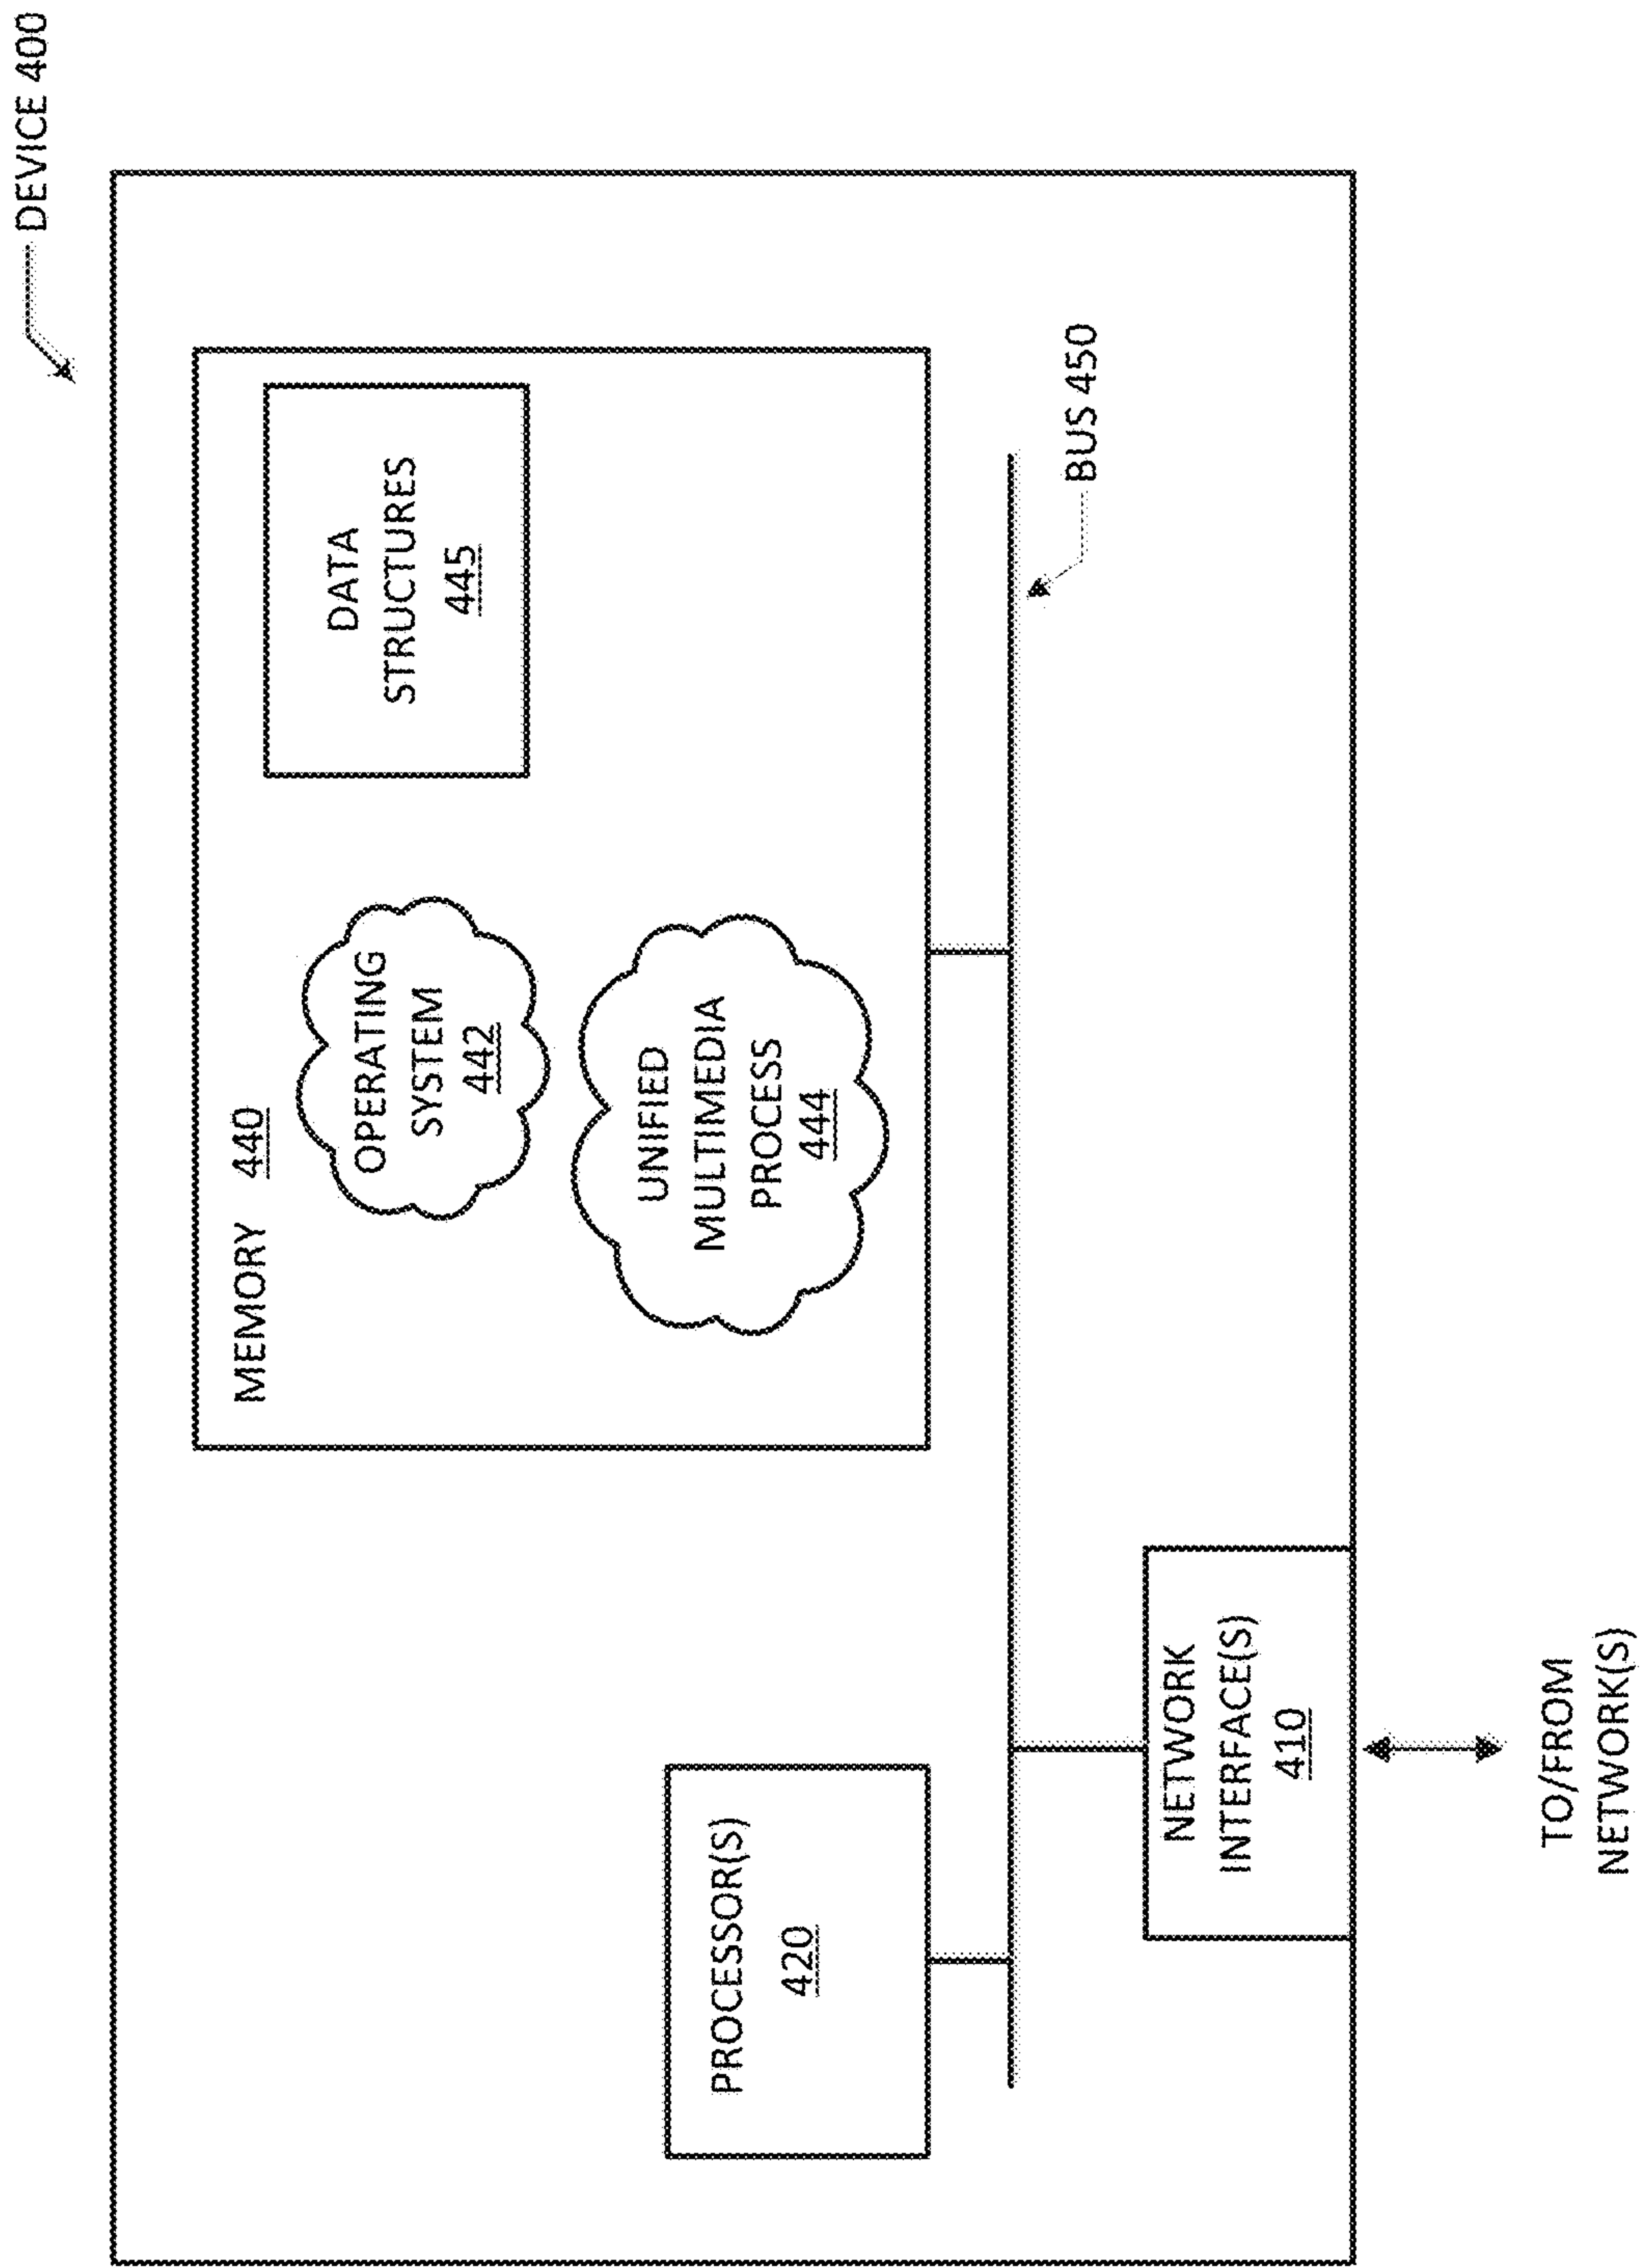 DEVICE 400
MEMORY 440
OPERATING
SYSTEM
442
DATA
STRUCTURES
445
UNIFIED
MULTIMEDIA
PROCESS
444
PROCESSOR(S)
420
BUS 450
NETWORK
INTERFACE(S)
410
TO/FROM
NETWORK(S)